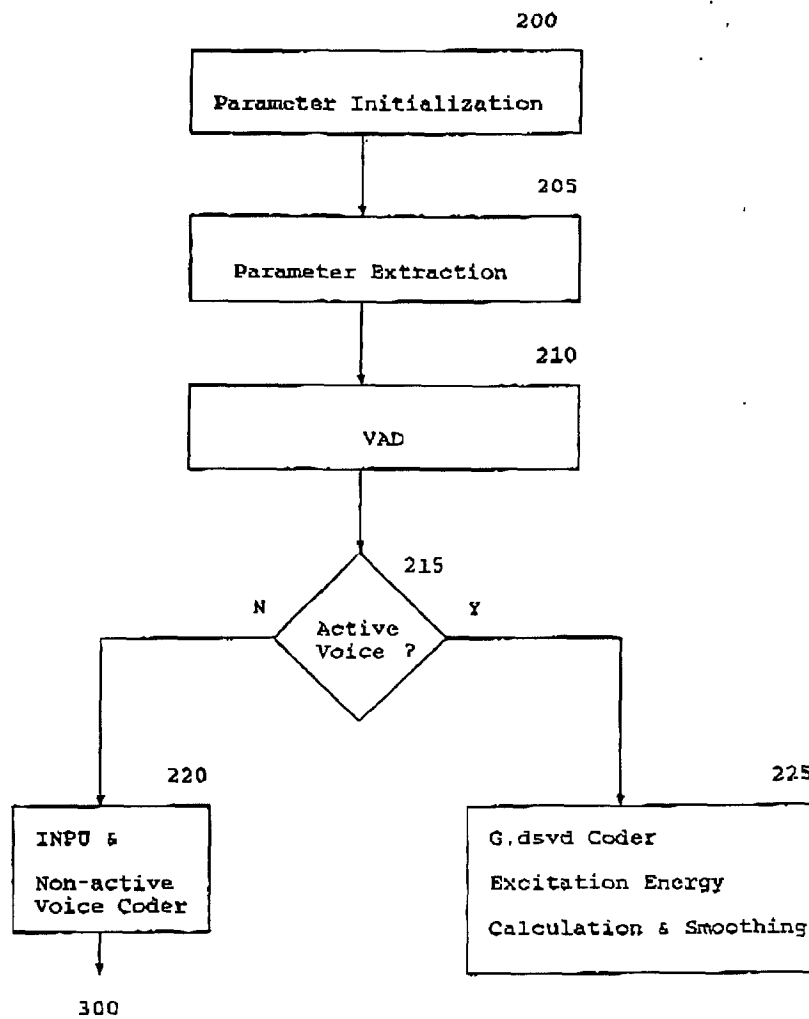 200
Parameter Initialization
205
Parameter Extraction
210
VAD
215
N
Y
Active
Voice ?
220
225
INPU &
Non-active
Voice Coder
G.dsvd Coder
Excitation Energy
Calculation & Smoothing
300